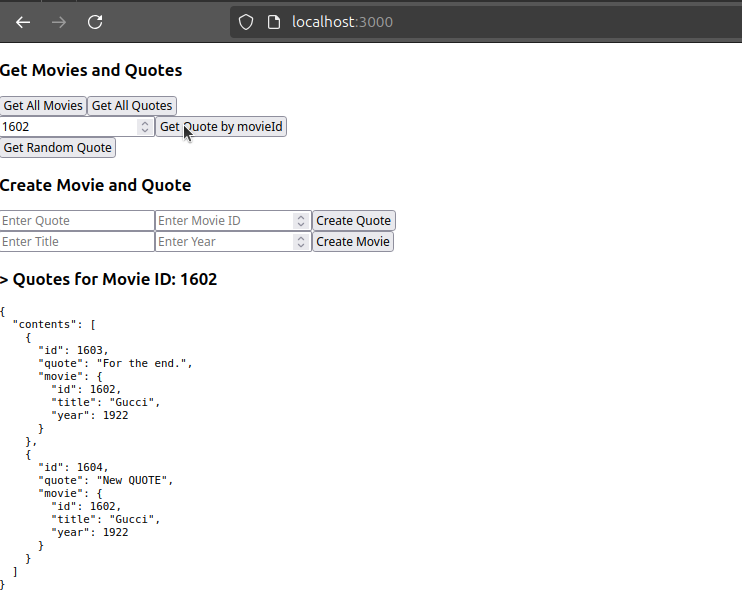 localhost:3000
Get Movies and Quotes
Get All Movies Get All Quotes
1602 Get Quote by movieId
Get Random Quote
Create Movie and Quote
Enter Quote Enter Movie ID Create Quote
Enter Title Enter Year Create Movie
> Quotes for Movie ID: 1602
{
  "contents": [
    {
      "id": 1603,
      "quote": "For the end.",
      "movie": {
        "id": 1602,
        "title": "Gucci",
        "year": 1922
      }
    },
    {
      "id": 1604,
      "quote": "New QUOTE",
      "movie": {
        "id": 1602,
        "title": "Gucci",
        "year": 1922
      }
    }
  ]
}